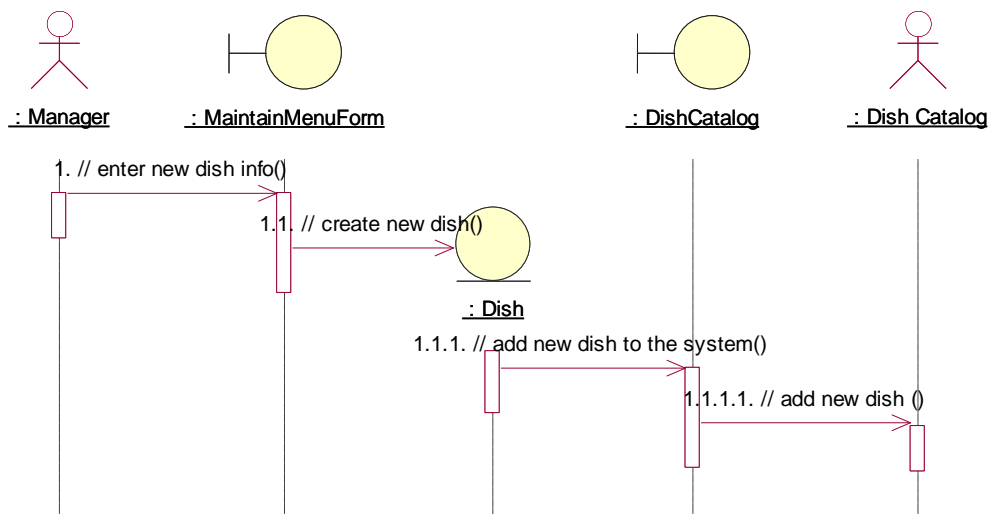 : Manager
: MaintainMenuForm
: DishCatalog
: Dish Catalog
1. // enter new dish info()
1.1. // create new dish()
: Dish
1.1.1. // add new dish to the system()
1.1.1.1. // add new dish ()